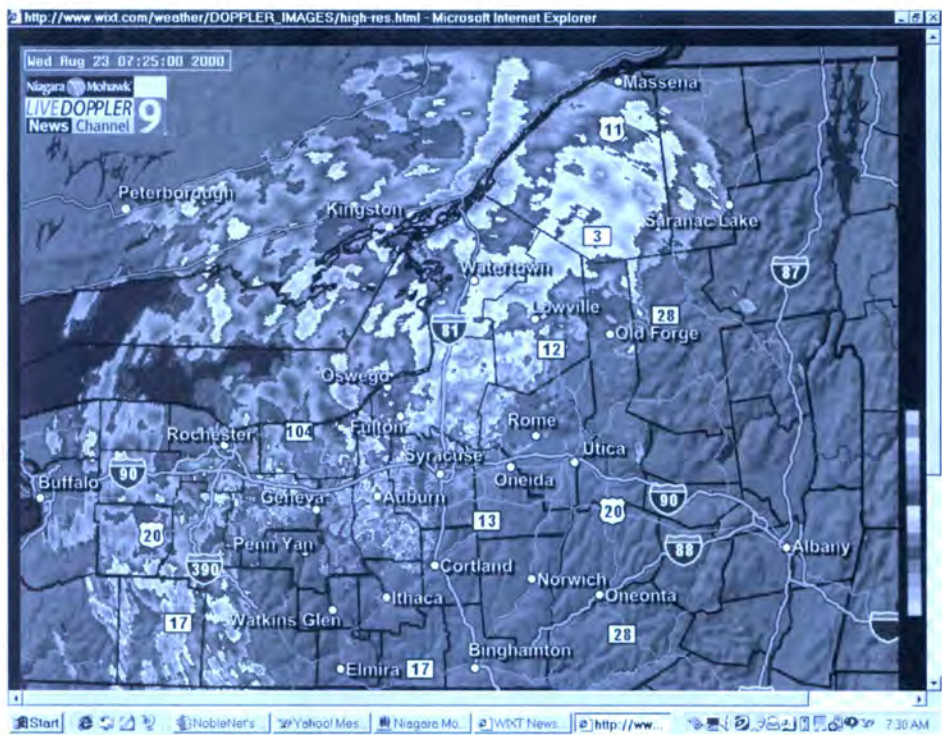 http://www.wixt.com/weather/DOPPLER_IMAGES/high-res.html - Microsoft Internet Explorer
Wed Aug 23 07:25:00 2000
Niagara Mohawk
LIVE DOPPLER
News Channel 9
Massena
11
Peterborough
Kingston
Saranac Lake
3
87
Watertown
Lowville
28
81
Old Forge
12
Oswego
Rome
Rochester
104
Fulton
Utica
Syracuse
90
Oneida
Buffalo
Geneva
Auburn
90
20
13
20
Penn Yan
88
Albany
390
Cortland
Norwich
Ithaca
Oneonta
17
Watkins Glen
28
Binghamton
Elmira
17
Start
NobleNet's...
Yahoo! Mes...
Niagara Mo...
WIXT News...
http://ww...
7:30 AM